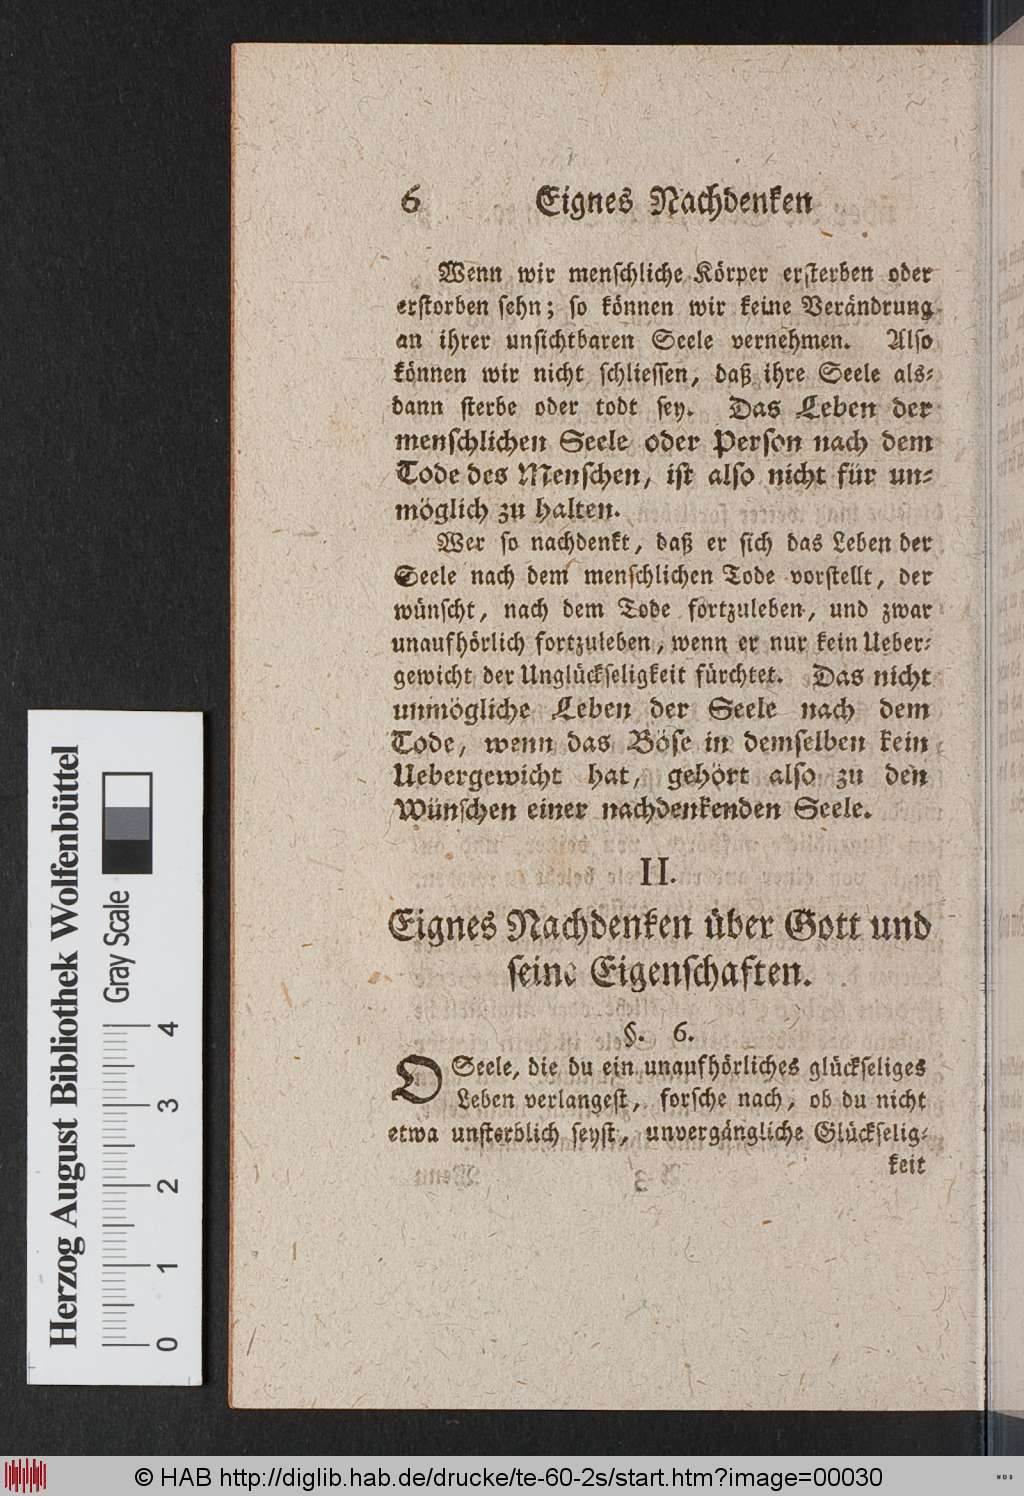 6 Eignes Nachdenken
Wenn wir menschliche Körper ersterben oder
erstorben sehn; so können wir keine Verändrung
an ihrer unsichtbaren Seele vernehmen. Also
können wir nicht schliessen, daß ihre Seele als-
dann sterbe oder todt sey. Das Leben der
menschlichen Seele oder Person nach dem
Tode des Menschen, ist also nicht für un-
möglich zu halten.
Wer so nachdenkt, daß er sich das Leben der
Seele nach dem menschlichen Tode vorstellt, der
wünscht, nach dem Tode fortzuleben, und zwar
unaufhörlich fortzuleben, wenn er nur kein Ueber-
gewicht der Unglückseligkeit fürchtet. Das nicht
unmögliche Leben der Seele nach dem
Tode, wenn das Böse in demselben kein
Uebergewicht hat, gehört also zu den
Wünschen einer nachdenkenden Seele.
II.
Eignes Nachdenken über Gott und
seine Eigenschaften.
§. 6.
O Seele, die du ein unaufhörliches glückseliges
Leben verlangest, forsche nach, ob du nicht
etwa unsterblich seyst, unvergängliche Glückselig-
keit
Herzog August Bibliothek Wolfenbüttel
Gray Scale
0 1 2 3 4
© HAB http://diglib.hab.de/drucke/te-60-2s/start.htm?image=00030